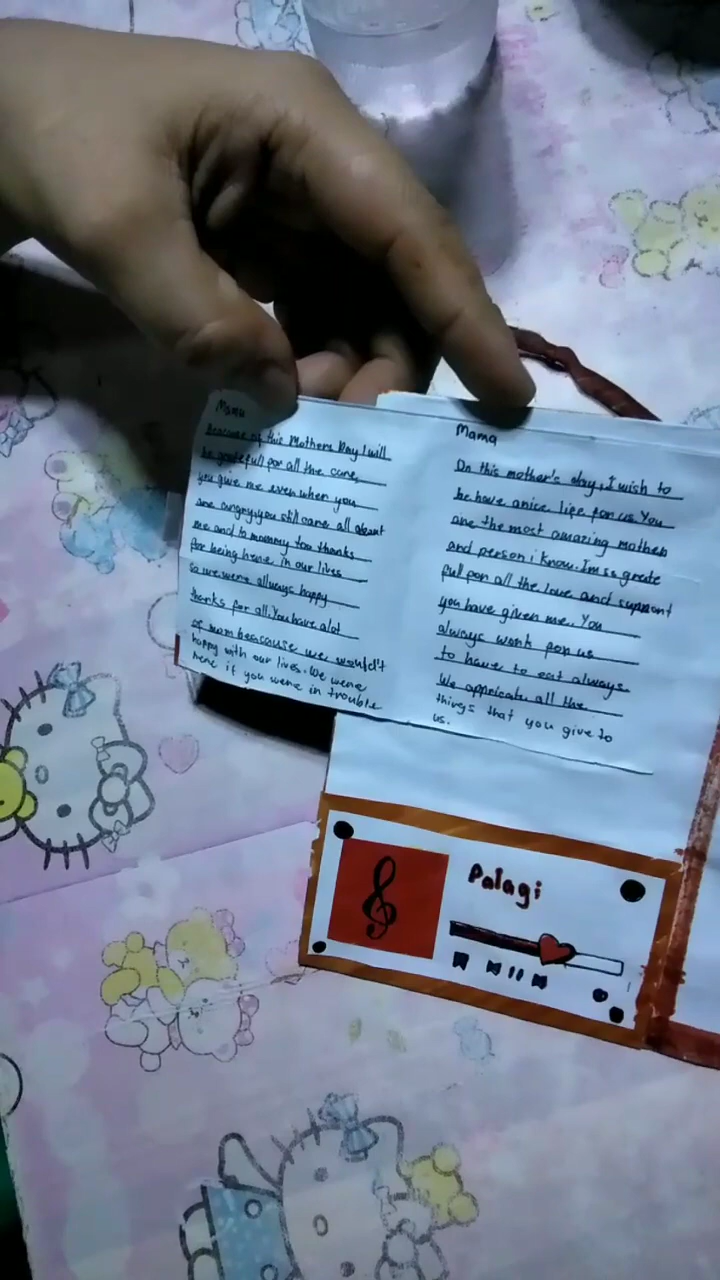 Mama
Because of this Mothers Day I will
be gratefull for all the care,
you give me even when you
are angry,you still care all about
me and to mommy too thanks
for being here in our lives
so we were allways happy
thanks for all. You have alot
of mom beacause we wouldn't
happy with our lives. We were
here if you were in trouble
Mama
On this mother's day, I wish to
be have a nice life for us. You
are the most amazing mother
and person i know. Im so grate
full for all the love and support
you have given me. You
always work for us
to have to eat always.
We appricate all the
things that you give to
us.
Palagi